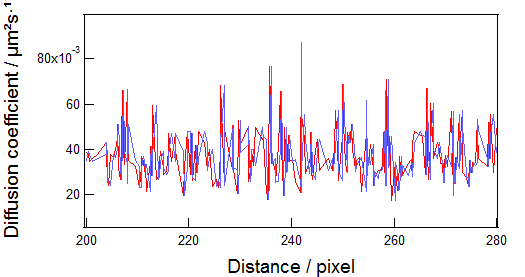 Diffusion coefficient / µm²s·¹
80x10⁻³
60
40
20
200
220
240
260
280
Distance / pixel